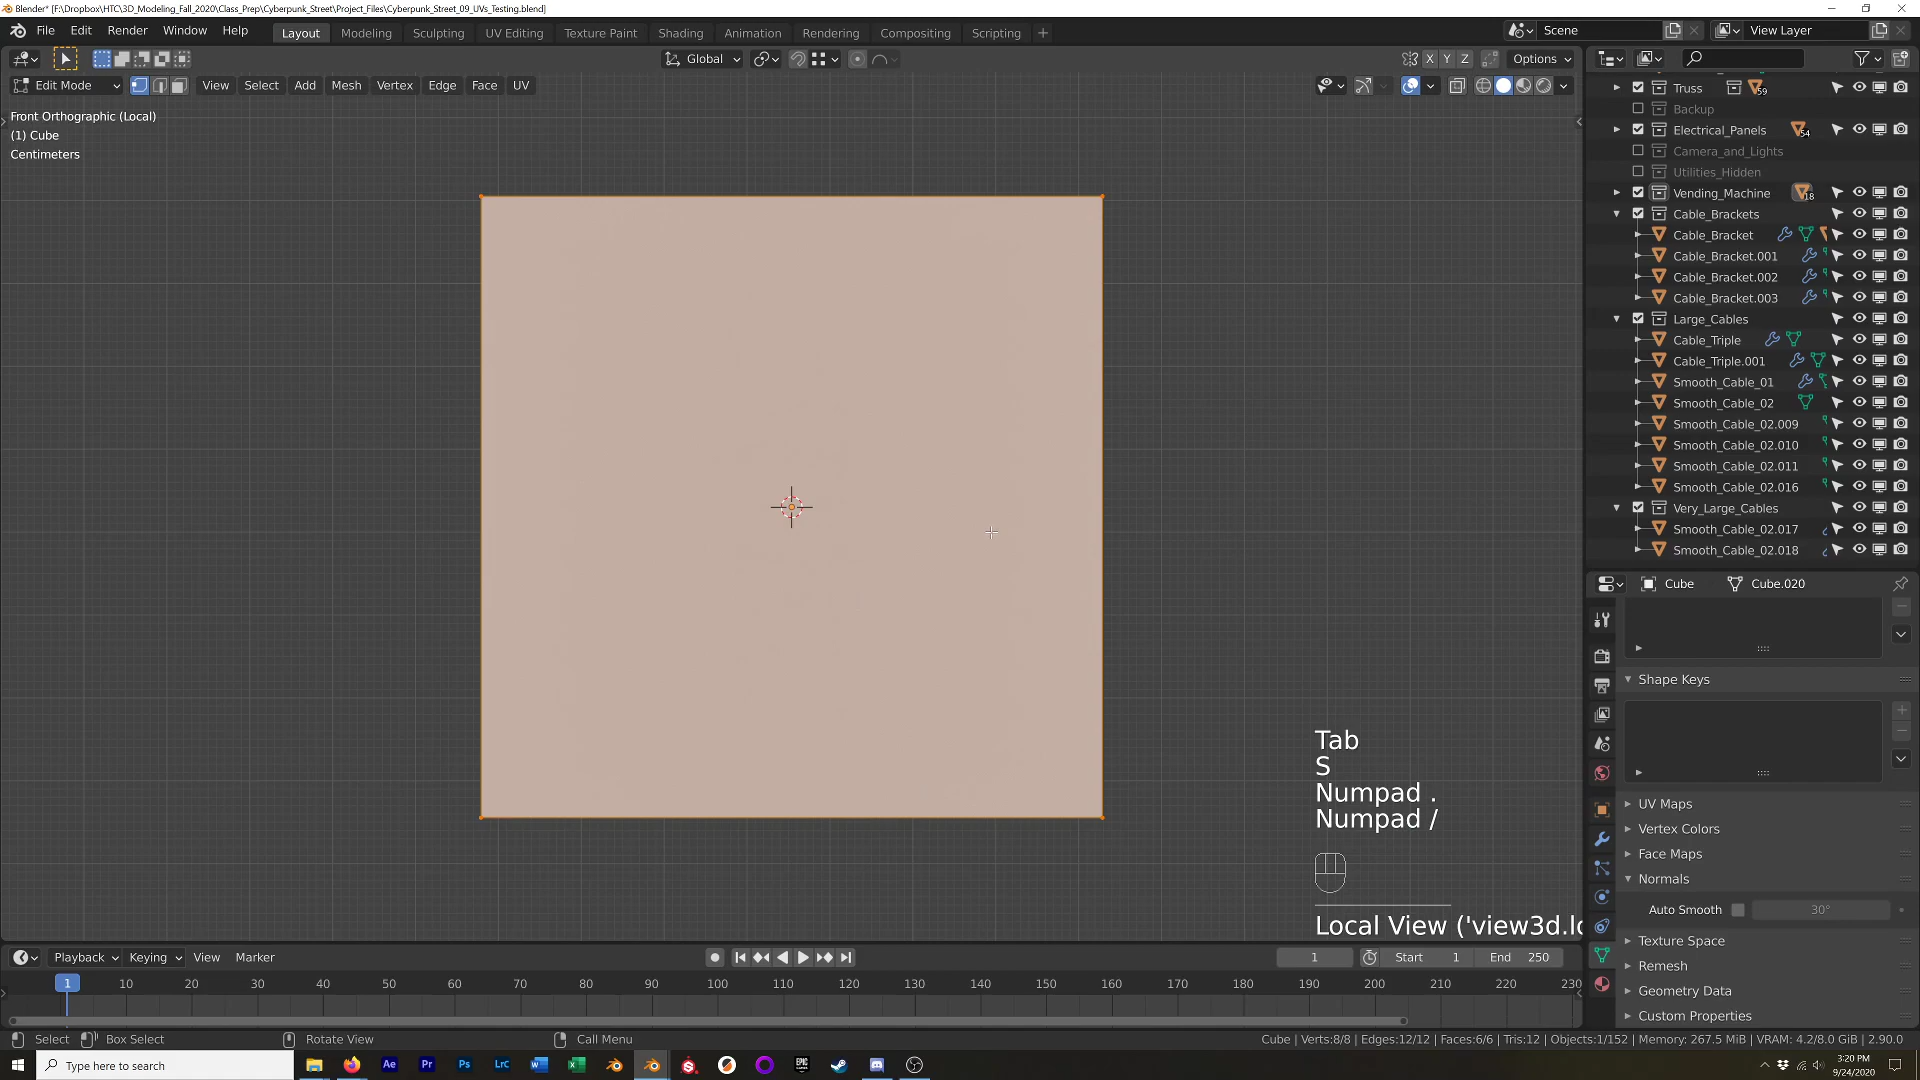 Blender* [F:\Dropbox\HTC\3D_Modeling_Fall_2020\Class_Prep\Cyberpunk_Street\Project_Files\Cyberpunk_Street_09_UVs_Testing.blend]
File Edit Render Window Help Layout Modeling Sculpting UV Editing Texture Paint Shading Animation Rendering Compositing Scripting + Scene View Layer
Global X Y Z Options
Edit Mode View Select Add Mesh Vertex Edge Face UV
Front Orthographic (Local)
(1) Cube
Centimeters
Truss 59
Backup
Electrical_Panels 54
Camera_and_Lights
Utilities_Hidden
Vending_Machine 18
Cable_Brackets
Cable_Bracket
Cable_Bracket.001
Cable_Bracket.002
Cable_Bracket.003
Large_Cables
Cable_Triple
Cable_Triple.001
Smooth_Cable_01
Smooth_Cable_02
Smooth_Cable_02.009
Smooth_Cable_02.010
Smooth_Cable_02.011
Smooth_Cable_02.016
Very_Large_Cables
Smooth_Cable_02.017
Smooth_Cable_02.018
Cube Cube.020
Shape Keys
UV Maps
Vertex Colors
Face Maps
Normals
Auto Smooth 30°
Texture Space
Remesh
Geometry Data
Custom Properties
Tab
S
Numpad .
Numpad /
Local View ('view3d.lo
Playback Keying View Marker 1 Start 1 End 250
1 10 20 30 40 50 60 70 80 90 100 110 120 130 140 150 160 170 180 190 200 210 220 230
Select Box Select Rotate View Call Menu Cube | Verts:8/8 | Edges:12/12 | Faces:6/6 | Tris:12 | Objects:1/152 | Memory: 267.5 MiB | VRAM: 4.2/8.0 GiB | 2.90.0
Type here to search
Ae Pr Ps Lrc
3:20 PM
9/24/2020